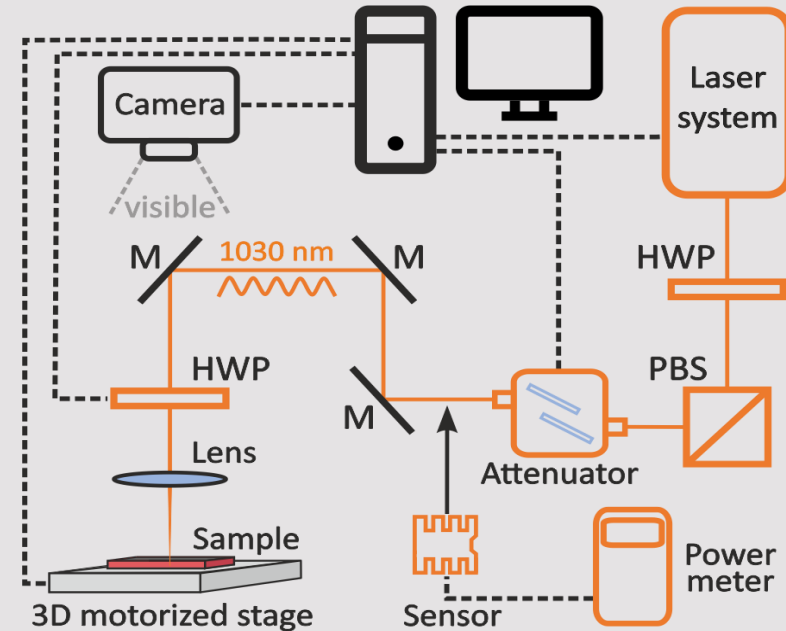 Camera
Laser
system
visible
M
1030 nm
M
HWP
HWP
PBS
M
Lens
Attenuator
Sample
Power
meter
3D motorized stage
Sensor